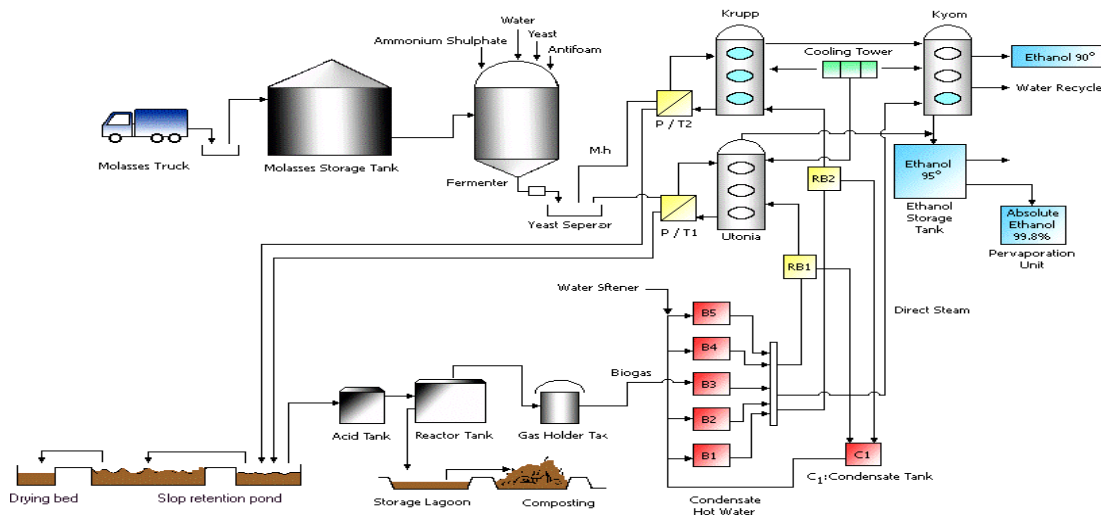 Krupp
Kyom
Water
Yeast
Ammonium Shulphate
Antifoam
Cooling Tower
Ethanol 90°
Water Recycle
P / T2
Molasses Truck
Molasses Storage Tank
M.h
Fermenter
Yeast Seperator
P / T1
Utonia
RB2
Ethanol
95°
Ethanol
Storage
Tank
Absolute
Ethanol
99.8%
Pervaporation
Unit
RB1
Water Sftener
Direct Steam
B5
B4
Biogas
B3
B2
B1
Acid Tank
Reactor Tank
Gas Holder Tax
C1
C1:Condensate Tank
Drying bed
Slop retention pond
Storage Lagoon
Composting
Condensate
Hot Water